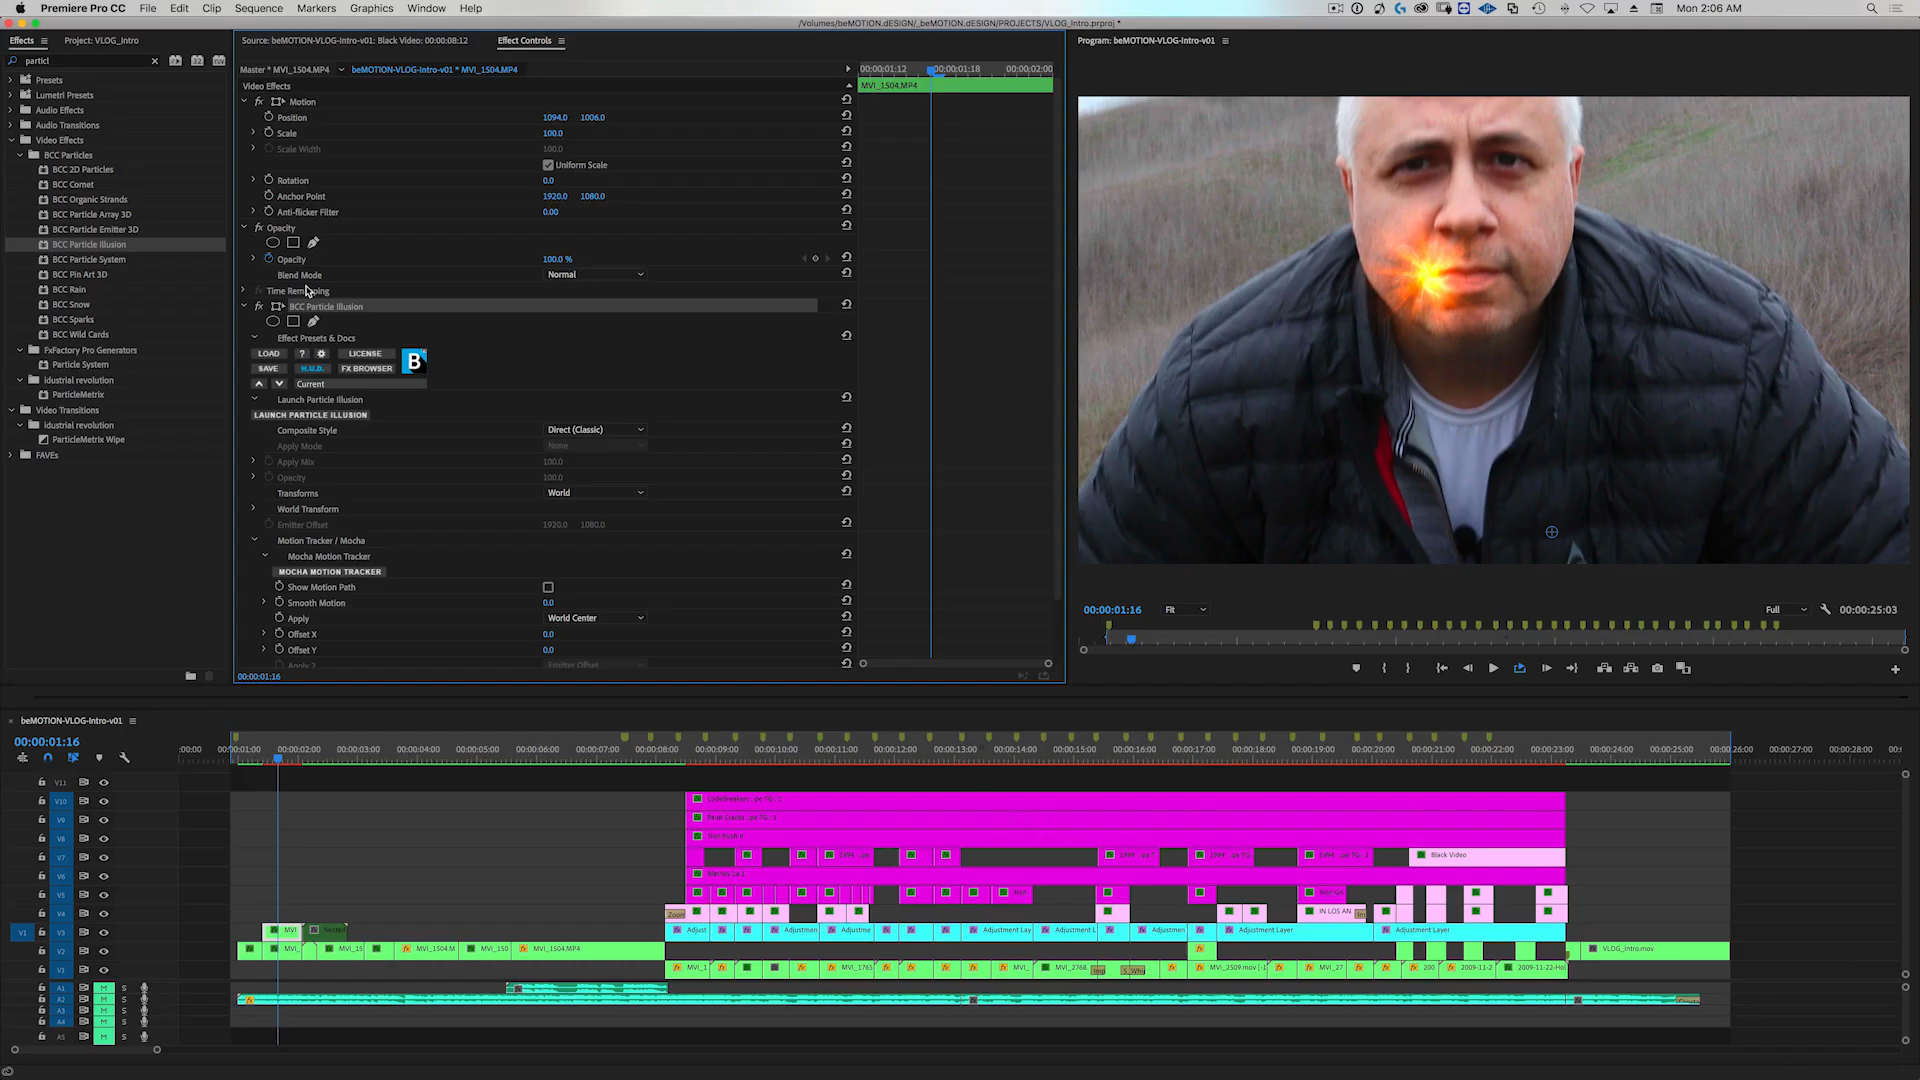 Premiere Pro CC File Edit Clip Sequence Markers Graphics Window Help
Mon 2:06 AM
/Volumes/beMOTION.dESIGN/_beMOTION.dESIGN/PROJECTS/VLOG_Intro.prproj *
Effects
Project: VLOG_Intro
particl
Presets
Lumetri Presets
Audio Effects
Audio Transitions
Video Effects
BCC Particles
BCC 2D Particles
BCC Comet
BCC Organic Strands
BCC Particle Array 3D
BCC Particle Emitter 3D
BCC Particle Illusion
BCC Particle System
BCC Pin Art 3D
BCC Rain
BCC Snow
BCC Sparks
BCC Wild Cards
FxFactory Pro Generators
Particle System
idustrial revolution
ParticleMetrix
Video Transitions
idustrial revolution
ParticleMetrix Wipe
FAVEs
Source: beMOTION-VLOG-Intro-v01: Black Video: 00:00:08:12
Effect Controls
Master * MVI_1504.MP4
beMOTION-VLOG-Intro-v01 * MVI_1504.MP4
00:00:01:12 00:00:01:18 00:00:02:00
MVI_1504.MP4
Video Effects
fx Motion
Position 1094.0 1006.0
Scale 100.0
Scale Width 100.0
Uniform Scale
Rotation 0.0
Anchor Point 1920.0 1080.0
Anti-flicker Filter 0.00
fx Opacity
Opacity 100.0 %
Blend Mode Normal
Time Remapping
fx BCC Particle Illusion
Effect Presets & Docs
LOAD ? LICENSE B
SAVE H.U.D. FX BROWSER
Current
Launch Particle Illusion
LAUNCH PARTICLE ILLUSION
Composite Style Direct (Classic)
Apply Mode None
Apply Mix 100.0
Opacity 100.0
Transforms World
World Transform
Emitter Offset 1920.0 1080.0
Motion Tracker / Mocha
Mocha Motion Tracker
MOCHA MOTION TRACKER
Show Motion Path
Smooth Motion 0.0
Apply World Center
Offset X 0.0
Offset Y 0.0
Apply 2 Emitter Offset
00:00:01:16
Program: beMOTION-VLOG-Intro-v01
00:00:01:16 Fit Full 00:00:25:03
beMOTION-VLOG-Intro-v01
00:00:01:16
:00:00 00:00:01:00 00:00:02:00 00:00:03:00 00:00:04:00 00:00:05:00 00:00:06:00 00:00:07:00 00:00:08:00 00:00:09:00 00:00:10:00 00:00:11:00 00:00:12:00 00:00:13:00 00:00:14:00 00:00:15:00 00:00:16:00 00:00:17:00 00:00:18:00 00:00:19:00 00:00:20:00 00:00:21:00 00:00:22:00 00:00:23:00 00:00:24:00 00:00:25:00 00:00:26:00 00:00:27:00 00:00:28:00
V11
V10
V9
V8
V7 Black Video
V6
V5
V4 Zoom IN LOS AN
V1 V3 MVI Nested Adjust Adjustmen Adjustme Adjustment Lay Adjustment L Adjustmen Adjustment Layer Adjustment Layer
V2 MVI_ MVI_15 MVI_1504.M MVI_150 MVI_1504.MP4 VLOG_Intro.mov
V1 MVI_1 MVI_1765 MVI_ MVI_2768. MVI_2509.mov [-1 MVI_27 200 2009-11-2 2009-11-22-Hol
A1 M S
A2 M S
A3 M S
A4 M S
A5 M S